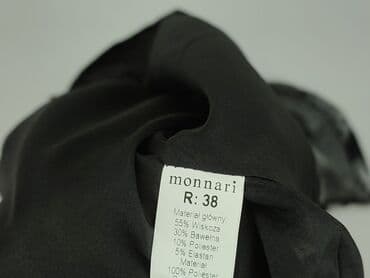 monnari
R: 38
Materiał główny:
55% Wiskoza
30% Bawełna
10% Poliester
5% Elastan
Materiał
100% Poliester